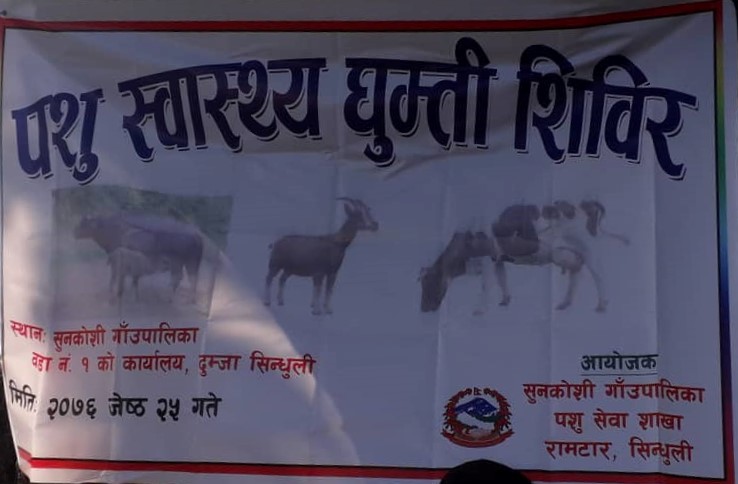 पशु स्वास्थ्य घुम्ती शिविर
स्थानः सुनकोशी गाँउपालिका
वडा नं. १ को कार्यालय, दुम्जा सिन्धुली
मितिः २०७६ जेष्ठ २५ गते
आयोजक
सुनकोशी गाँउपालिका
पशु सेवा शाखा
रामटार, सिन्धुली